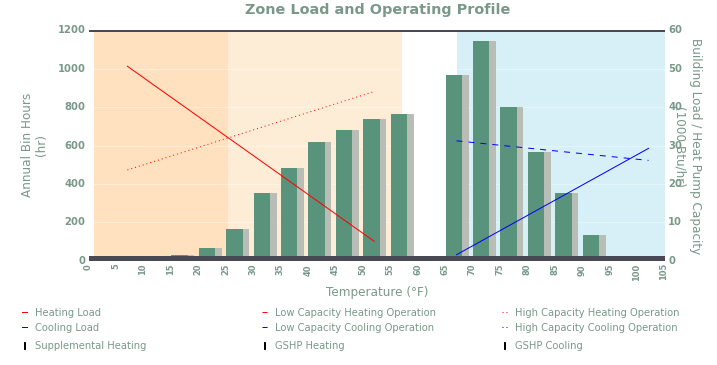 Zone Load and Operating Profile
1200
1000
800
600
400
200
0
Annual Bin Hours
(hr)
60
50
40
30
20
10
0
Building Load / Heat Pump Capacity
(1000 Btu/hr)
0 5 10 15 20 25 30 35 40 45 50 55 60 65 70 75 80 85 90 95 100 105
Temperature (°F)
Heating Load Low Capacity Heating Operation High Capacity Heating Operation
Cooling Load Low Capacity Cooling Operation High Capacity Cooling Operation
Supplemental Heating GSHP Heating GSHP Cooling